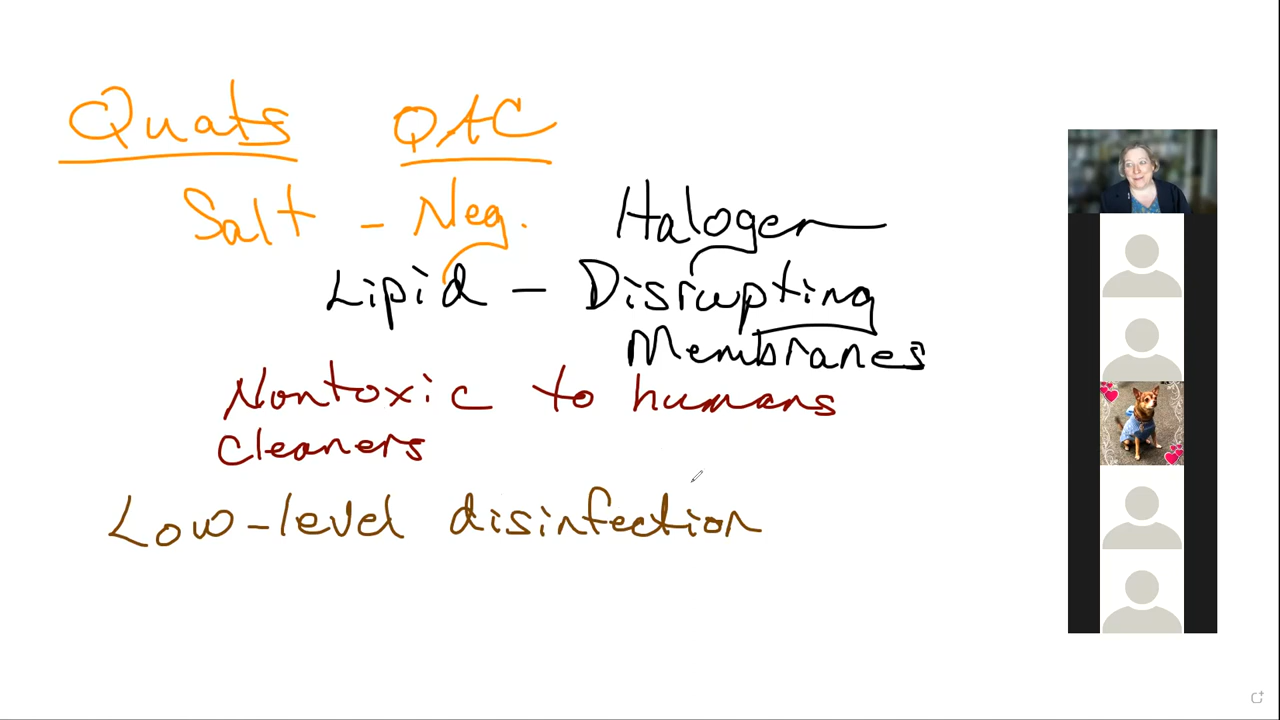 Quats QAC
Salt - Neg. Halogen
Lipid - Disrupting
Membranes
Nontoxic to humans
Cleaners
Low-level disinfection